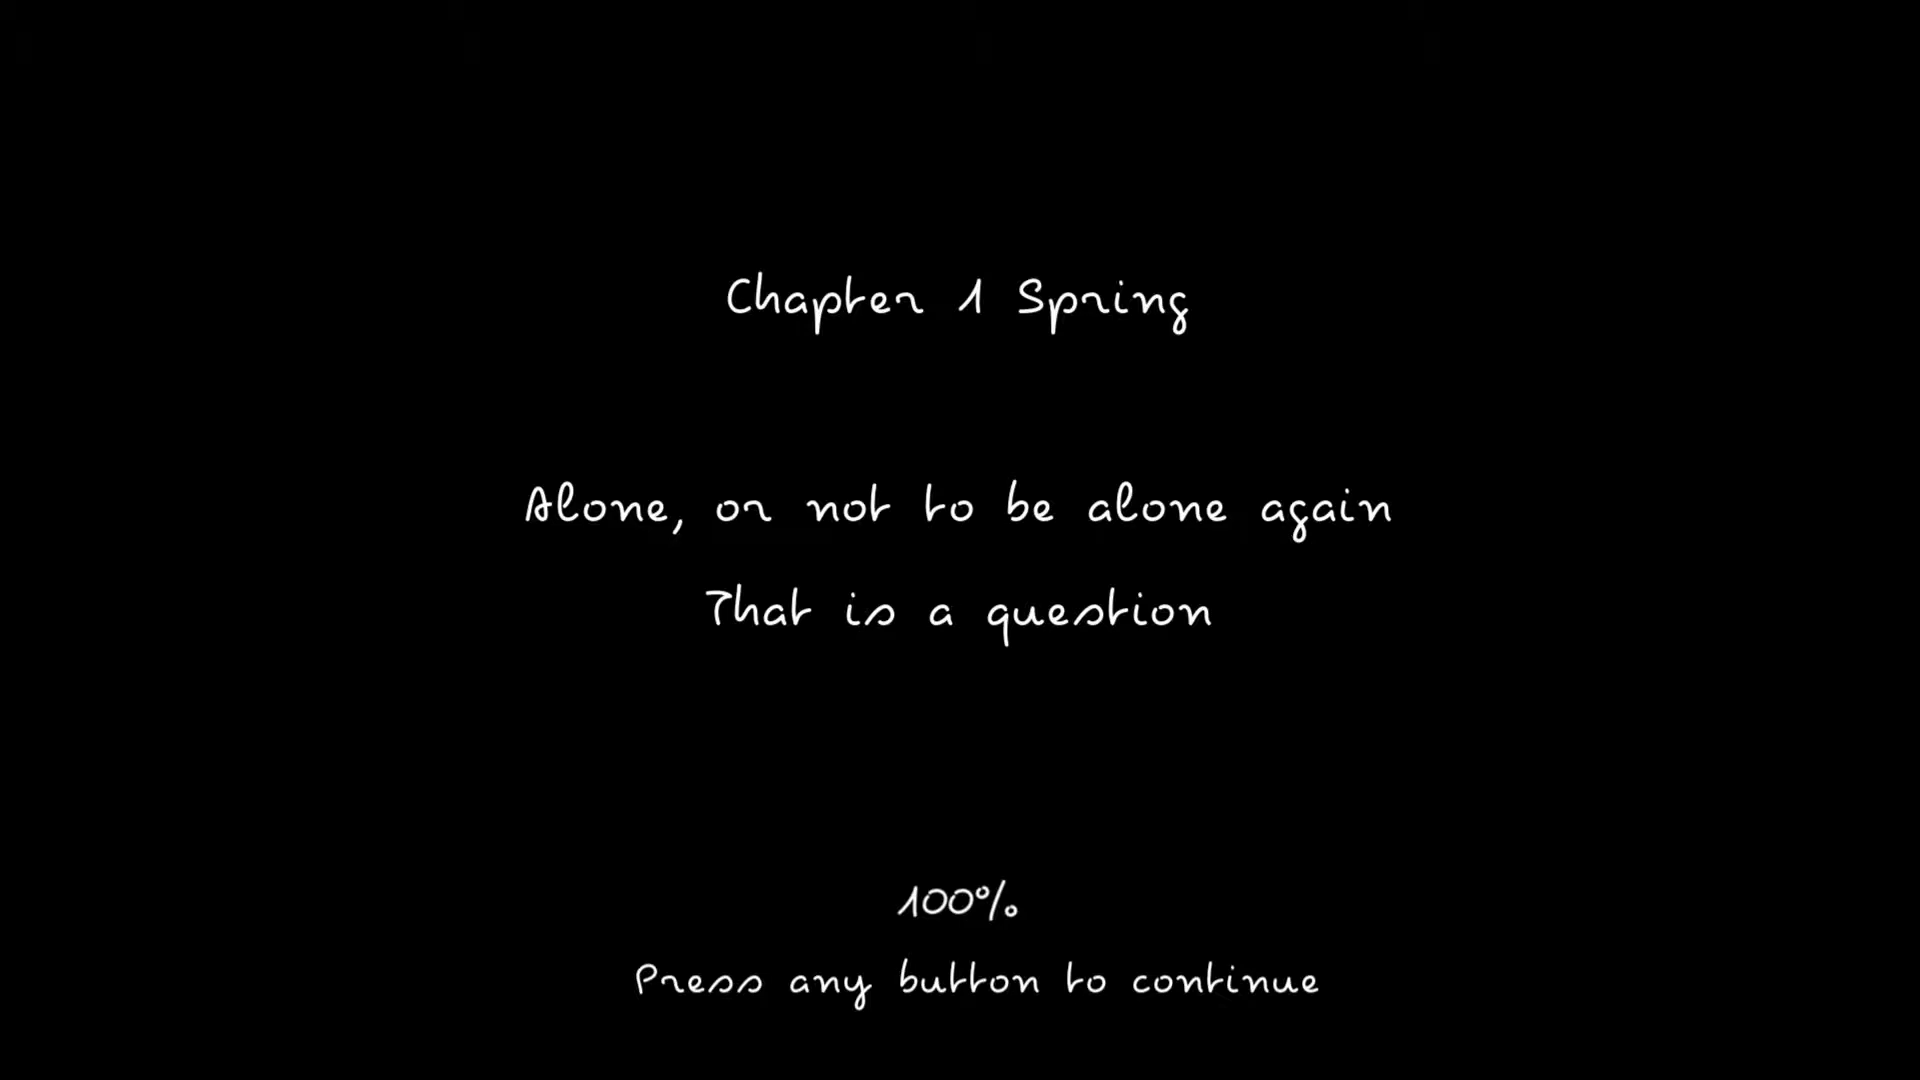 Chapter 1 Spring
Alone, or not to be alone again
That is a question
100%
Press any button to continue